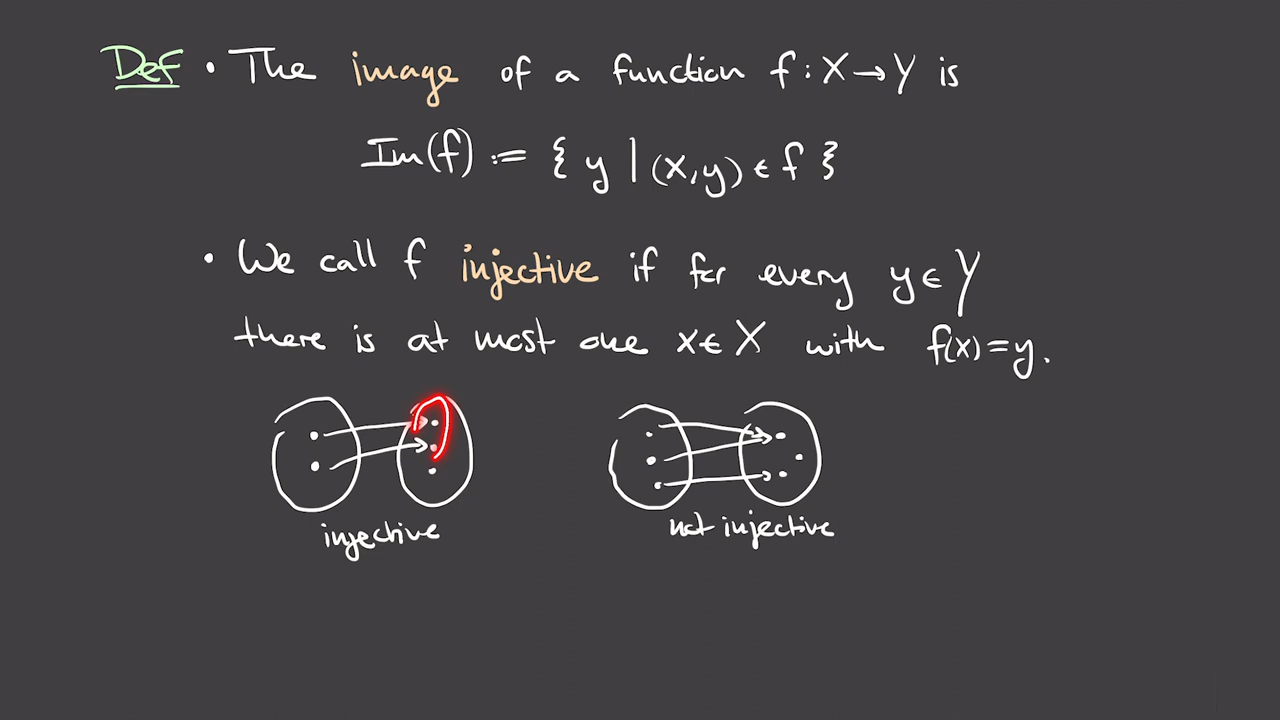 Def • The image of a function f : X → Y is
Im(f) := { y | (x,y) ∈ f }
• We call f injective if for every y ∈ Y
there is at most one x ∈ X with f(x) = y.
injective
not injective